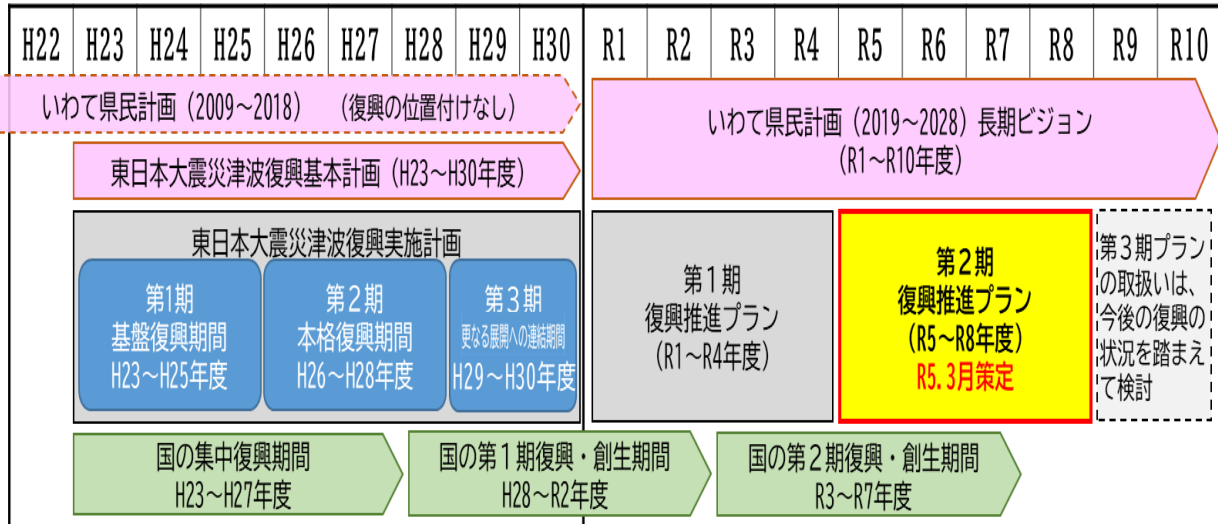 H22 H23 H24 H25 H26 H27 H28 H29 H30 R1 R2 R3 R4 R5 R6 R7 R8 R9 R10
いわて県民計画(2009～2018) (復興の位置付けなし)
東日本大震災津波復興基本計画(H23～H30年度)
いわて県民計画(2019～2028)長期ビジョン
(R1～R10年度)
東日本大震災津波復興実施計画
第1期
基盤復興期間
H23～H25年度
第２期
本格復興期間
H26～H28年度
第３期
更なる展開への連結期間
H29～H30年度
第１期
復興推進プラン
(R1～R4年度)
第２期
復興推進プラン
(R5～R8年度)
R5.3月策定
第３期プラン
の取扱いは、
今後の復興の
状況を踏まえ
て検討
国の集中復興期間
H23～H27年度
国の第１期復興・創生期間
H28～R2年度
国の第２期復興・創生期間
R3～R7年度